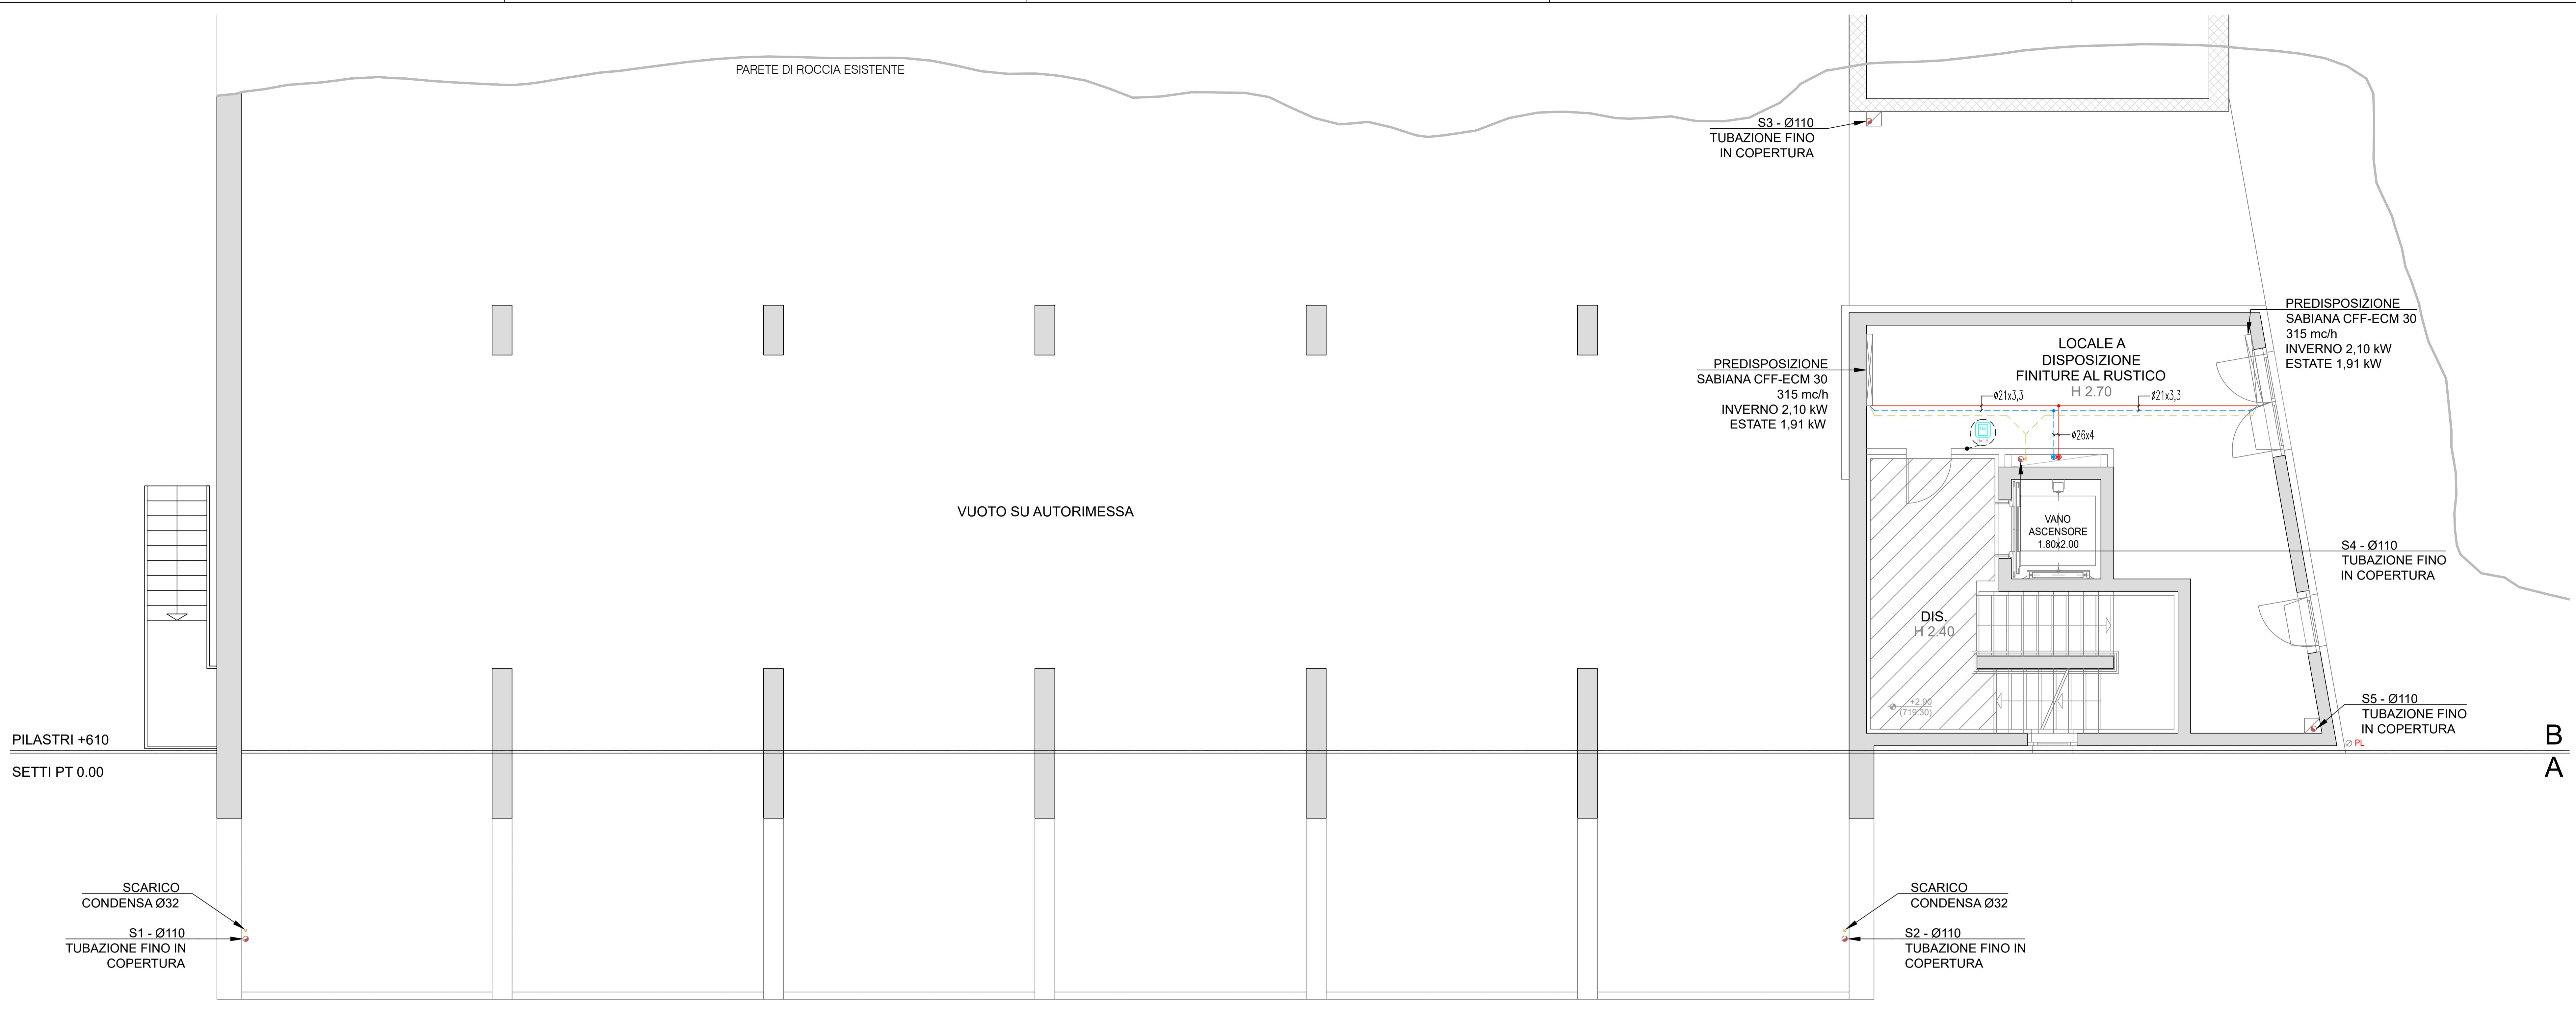 PARETE DI ROCCIA ESISTENTE
S3 - Ø110
TUBAZIONE FINO
IN COPERTURA
PREDISPOSIZIONE
SABIANA CFF-ECM 30
315 mc/h
INVERNO 2,10 kW
ESTATE 1,91 kW
PREDISPOSIZIONE
SABIANA CFF-ECM 30
315 mc/h
INVERNO 2,10 kW
ESTATE 1,91 kW
LOCALE A
DISPOSIZIONE
FINITURE AL RUSTICO
H 2.70
ø21x3,3
ø21x3,3
ø26x4
VUOTO SU AUTORIMESSA
VANO
ASCENSORE
1.80x2.00
S4 - Ø110
TUBAZIONE FINO
IN COPERTURA
DIS.
H 2.40
+2.90
(719.30)
S5 - Ø110
TUBAZIONE FINO
IN COPERTURA
PL
PILASTRI +610
B
SETTI PT 0.00
A
SCARICO
CONDENSA Ø32
S1 - Ø110
TUBAZIONE FINO IN
COPERTURA
SCARICO
CONDENSA Ø32
S2 - Ø110
TUBAZIONE FINO IN
COPERTURA